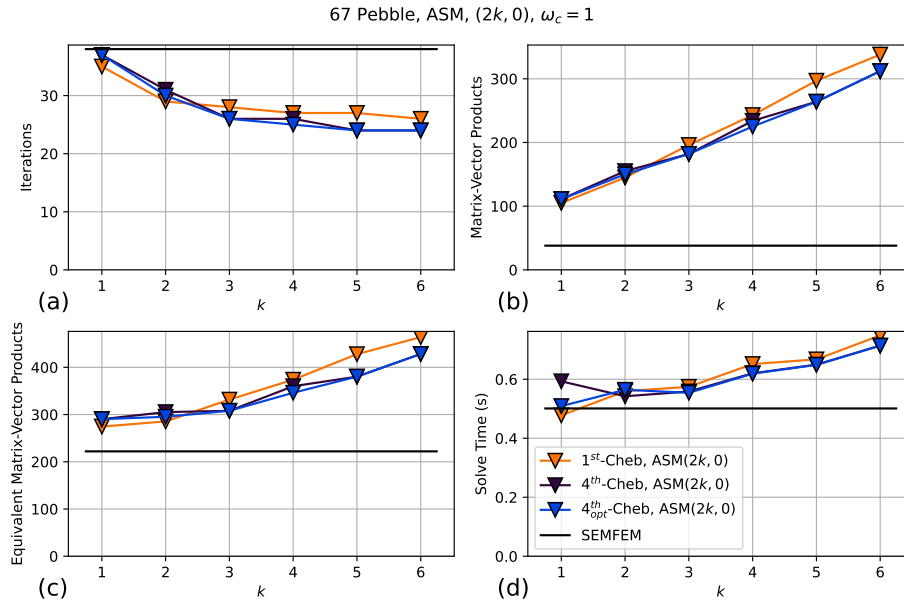 67 Pebble, ASM, (2k, 0), ω_c = 1
Iterations
0
10
20
30
1 2 3 4 5 6
k
(a)
Matrix-Vector Products
0
100
200
300
1 2 3 4 5 6
k
(b)
Equivalent Matrix-Vector Products
0
100
200
300
400
1 2 3 4 5 6
k
(c)
Solve Time (s)
0.0
0.2
0.4
0.6
1 2 3 4 5 6
k
(d)
1^{st}-Cheb, ASM(2k, 0)
4^{th}-Cheb, ASM(2k, 0)
4^{th}_{opt}-Cheb, ASM(2k, 0)
SEMFEM